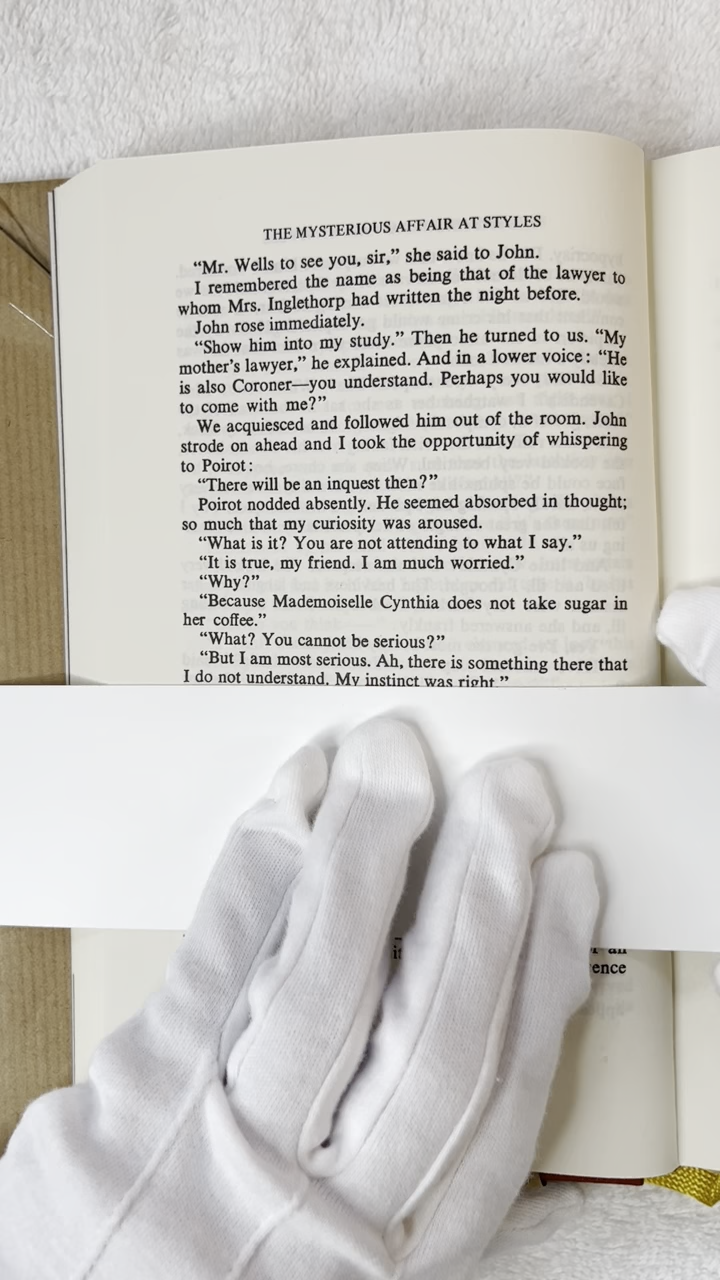 THE MYSTERIOUS AFFAIR AT STYLES
“Mr. Wells to see you, sir,” she said to John.
I remembered the name as being that of the lawyer to
whom Mrs. Inglethorp had written the night before.
John rose immediately.
“Show him into my study.” Then he turned to us. “My
mother’s lawyer,” he explained. And in a lower voice: “He
is also Coroner—you understand. Perhaps you would like
to come with me?”
We acquiesced and followed him out of the room. John
strode on ahead and I took the opportunity of whispering
to Poirot:
“There will be an inquest then?”
Poirot nodded absently. He seemed absorbed in thought;
so much that my curiosity was aroused.
“What is it? You are not attending to what I say.”
“It is true, my friend. I am much worried.”
“Why?”
“Because Mademoiselle Cynthia does not take sugar in
her coffee.”
“What? You cannot be serious?”
“But I am most serious. Ah, there is something there that
I do not understand. My instinct was right.”
ence